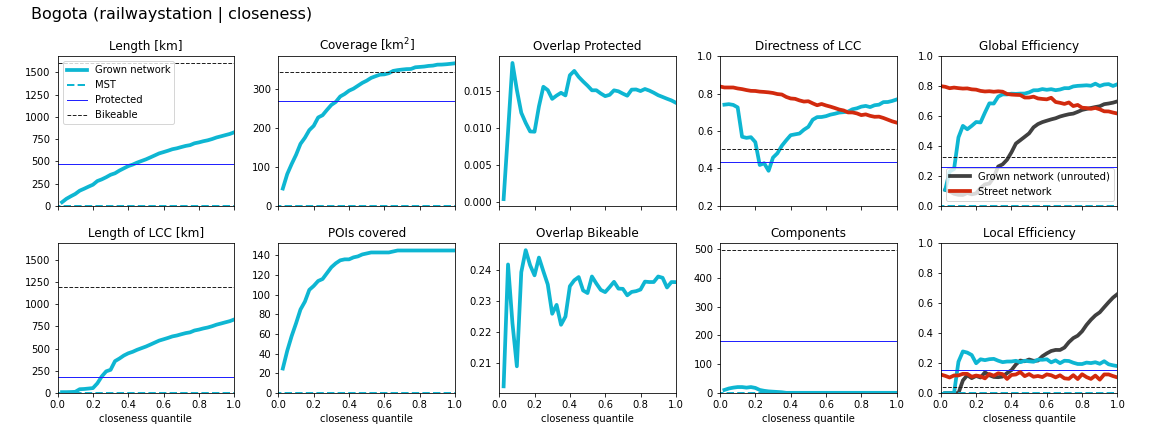 Bogota (railwaystation | closeness)
Length [km]
Coverage [km²]
Overlap Protected
Directness of LCC
Global Efficiency
1500
1250
1000
750
500
250
0
Grown network
MST
Protected
Bikeable
300
200
100
0
0.015
0.010
0.005
0.000
1.0
0.8
0.6
0.4
0.2
1.0
0.8
0.6
0.4
0.2
0.0
Grown network (unrouted)
Street network
Length of LCC [km]
POIs covered
Overlap Bikeable
Components
Local Efficiency
1500
1250
1000
750
500
250
0
0.0 0.2 0.4 0.6 0.8 1.0
closeness quantile
140
120
100
80
60
40
20
0
0.0 0.2 0.4 0.6 0.8 1.0
closeness quantile
0.24
0.23
0.22
0.21
0.0 0.2 0.4 0.6 0.8 1.0
closeness quantile
500
400
300
200
100
0
0.0 0.2 0.4 0.6 0.8 1.0
closeness quantile
1.0
0.8
0.6
0.4
0.2
0.0
0.0 0.2 0.4 0.6 0.8 1.0
closeness quantile